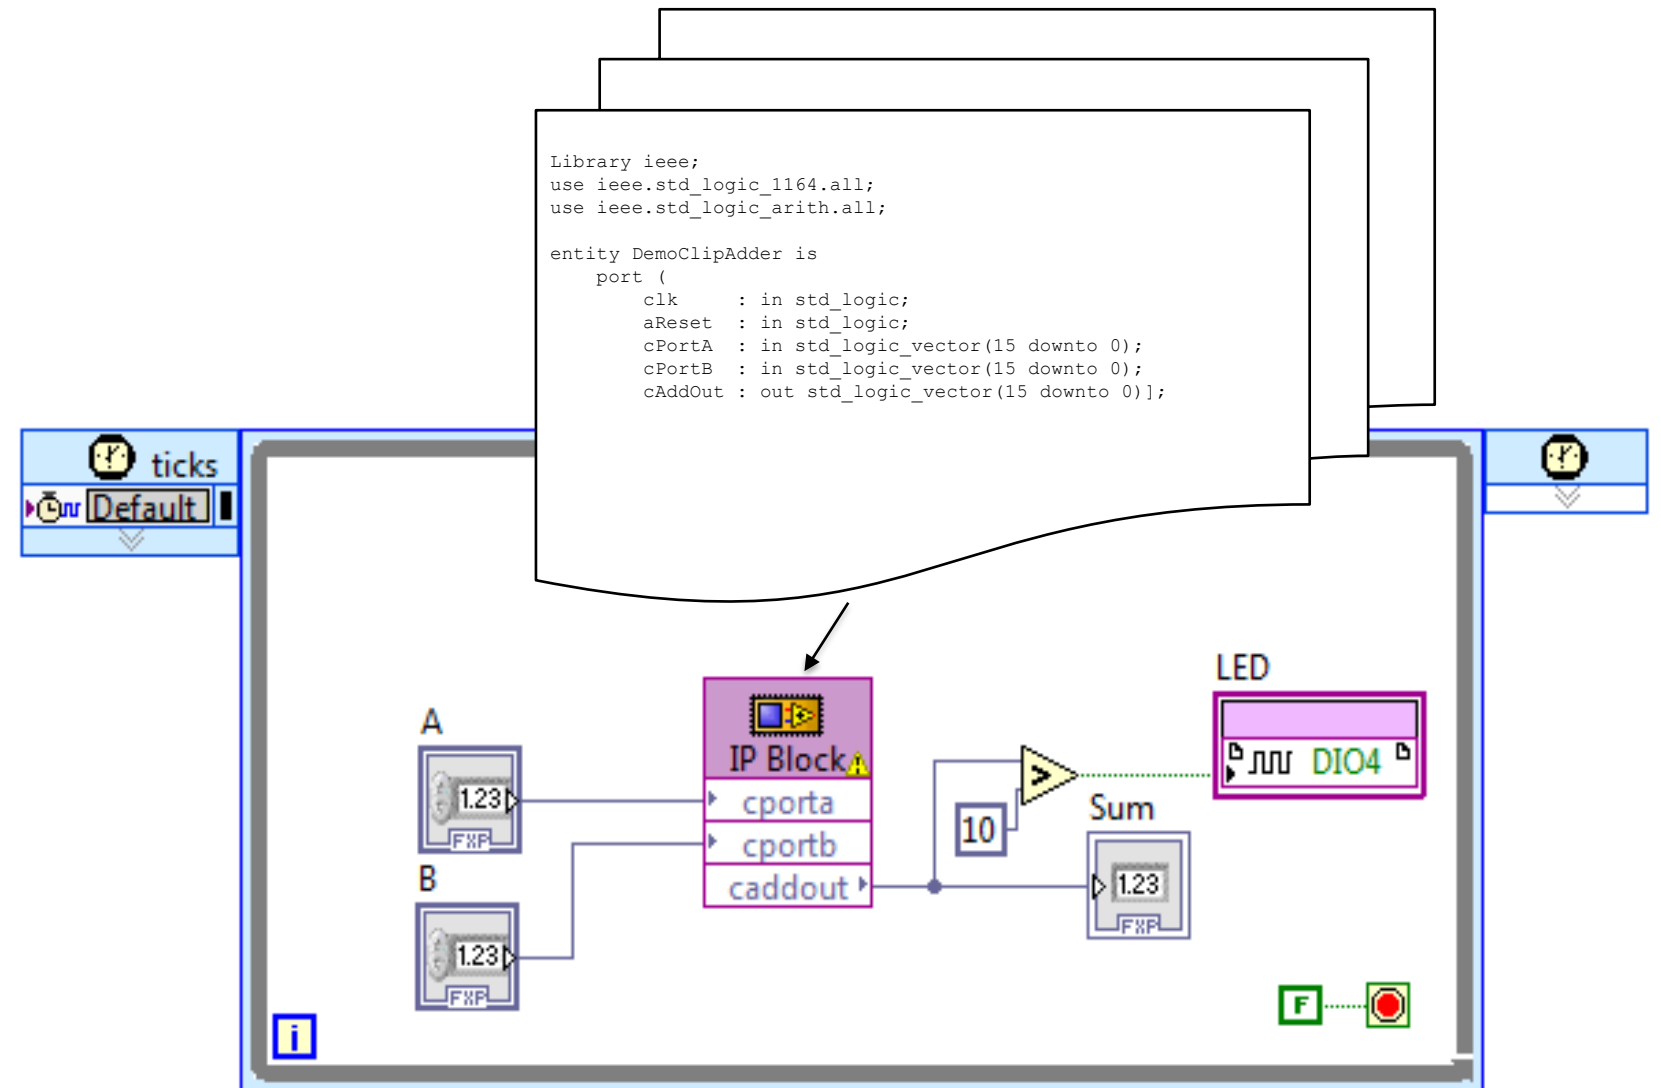 Library ieee;
use ieee.std_logic_1164.all;
use ieee.std_logic_arith.all;
entity DemoClipAdder is
port (
clk : in std_logic;
aReset : in std_logic;
cPortA : in std_logic_vector(15 downto 0);
cPortB : in std_logic_vector(15 downto 0);
cAddOut : out std_logic_vector(15 downto 0)];
ticks
Default
LED
A
IP Block
DIO4
1.23
cporta
Sum
FXP
10
cportb
B
caddout
1.23
FXP
1.23
FXP
F
i